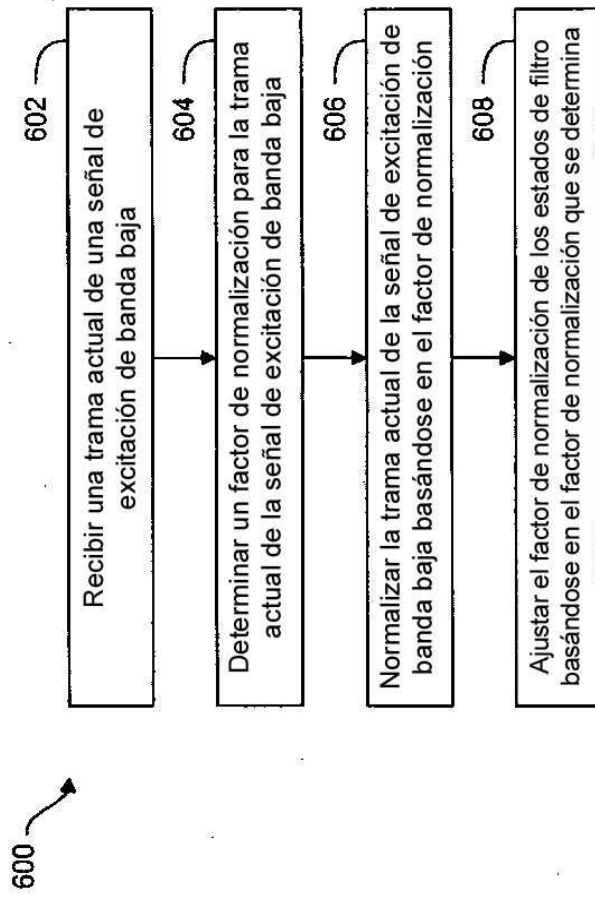 600
602
Recibir una trama actual de una señal de
excitación de banda baja
604
Determinar un factor de normalización para la trama
actual de la señal de excitación de banda baja
606
Normalizar la trama actual de la señal de excitación de
banda baja basándose en el factor de normalización
608
Ajustar el factor de normalización de los estados de filtro
basándose en el factor de normalización que se determina